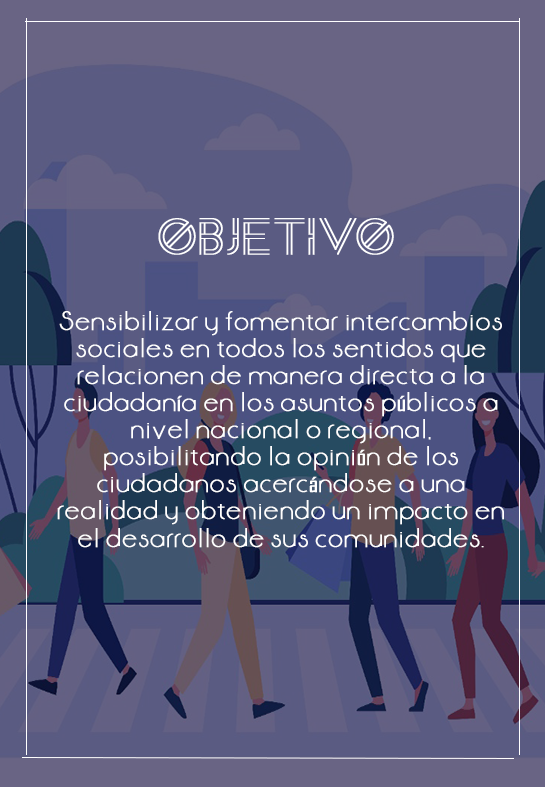 OBJETIVO
Sensibilizar y fomentar intercambios
sociales en todos los sentidos que
relacionen de manera directa a la
ciudadanía en los asuntos públicos a
nivel nacional o regional,
posibilitando la opinión de los
ciudadanos acercándose a una
realidad y obteniendo un impacto en
el desarrollo de sus comunidades.